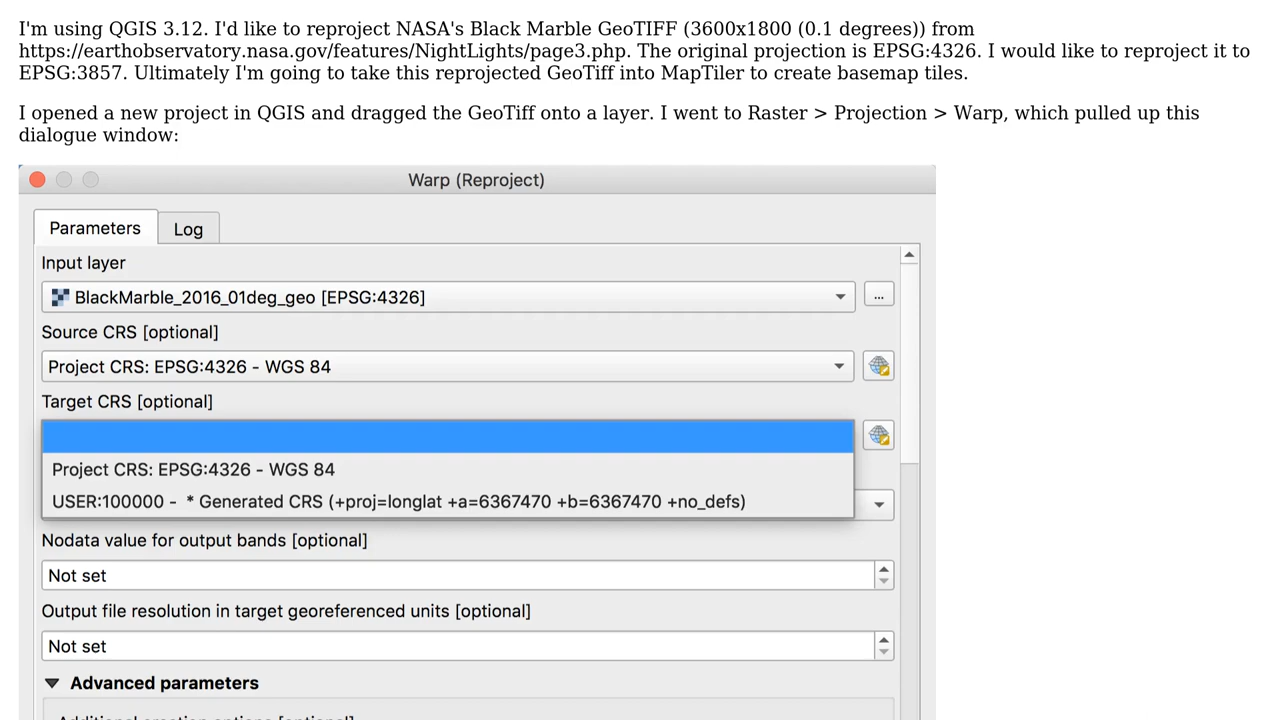 I'm using QGIS 3.12. I'd like to reproject NASA's Black Marble GeoTIFF (3600x1800 (0.1 degrees)) from
https://earthobservatory.nasa.gov/features/NightLights/page3.php. The original projection is EPSG:4326. I would like to reproject it to
EPSG:3857. Ultimately I'm going to take this reprojected GeoTiff into MapTiler to create basemap tiles.
I opened a new project in QGIS and dragged the GeoTiff onto a layer. I went to Raster > Projection > Warp, which pulled up this
dialogue window:
Warp (Reproject)
Parameters Log
Input layer
BlackMarble_2016_01deg_geo [EPSG:4326] ...
Source CRS [optional]
Project CRS: EPSG:4326 - WGS 84
Target CRS [optional]
Project CRS: EPSG:4326 - WGS 84
USER:100000 - * Generated CRS (+proj=longlat +a=6367470 +b=6367470 +no_defs)
Nodata value for output bands [optional]
Not set
Output file resolution in target georeferenced units [optional]
Not set
Advanced parameters
Additional creation options [optional]